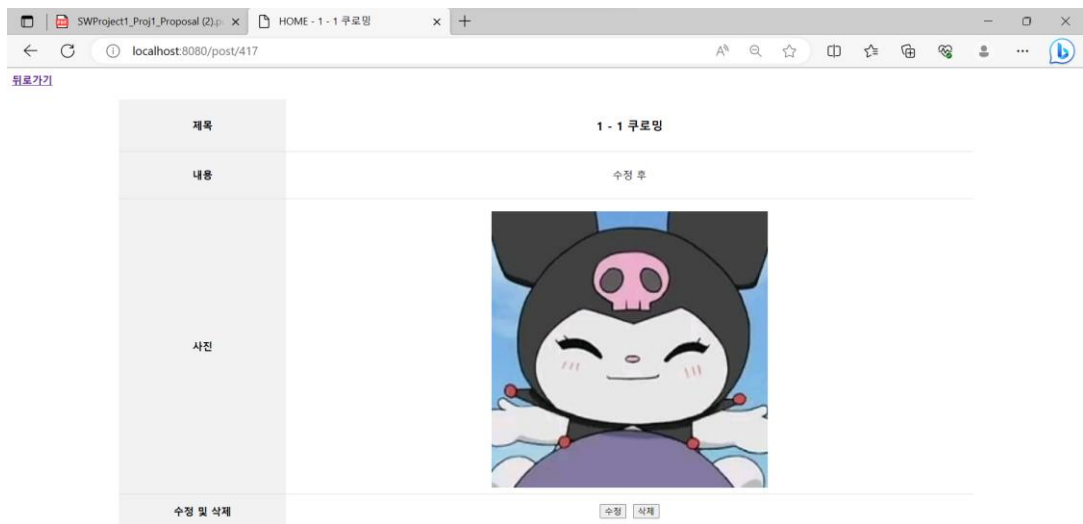 SWProject1_Proj1_Proposal (2).p
HOME - 1 - 1 쿠로밍
localhost:8080/post/417
뒤로가기
제목
1 - 1 쿠로밍
내용
수정 후
사진
수정 및 삭제
수정 삭제